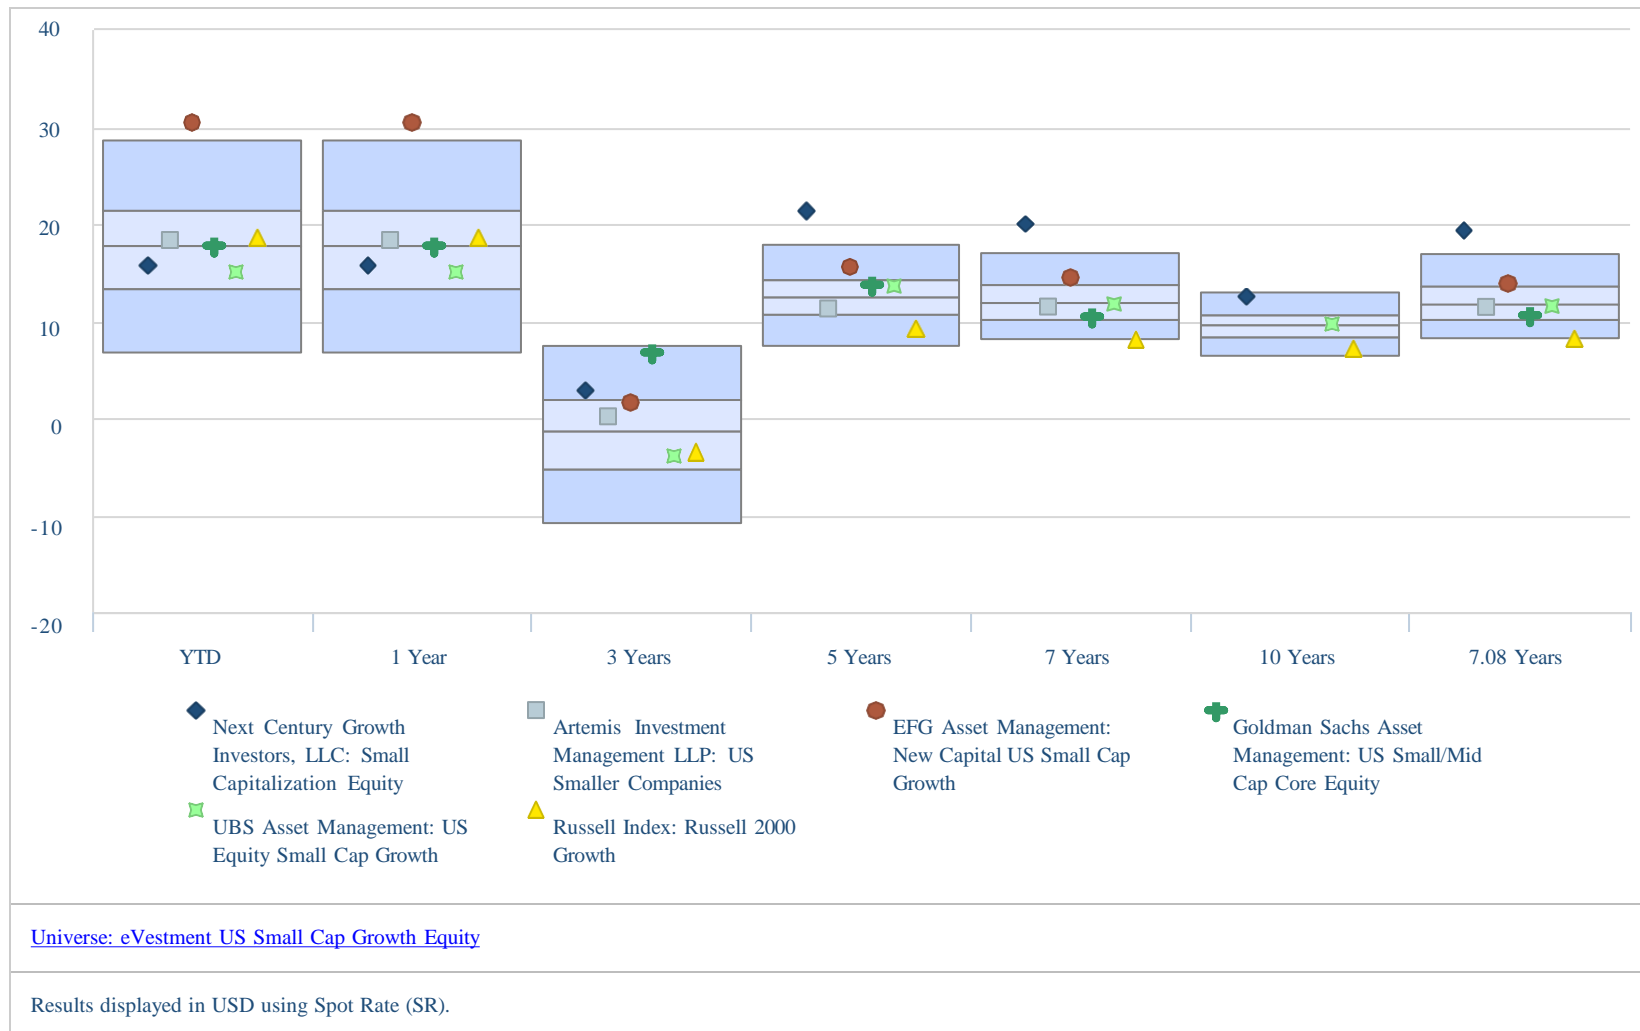 40
30
20
10
0
-10
-20
YTD
1 Year
3 Years
5 Years
7 Years
10 Years
7.08 Years
Next Century Growth
Investors, LLC: Small
Capitalization Equity
Artemis Investment
Management LLP: US
Smaller Companies
EFG Asset Management:
New Capital US Small Cap
Growth
Goldman Sachs Asset
Management: US Small/Mid
Cap Core Equity
UBS Asset Management: US
Equity Small Cap Growth
Russell Index: Russell 2000
Growth
Universe: eVestment US Small Cap Growth Equity
Results displayed in USD using Spot Rate (SR).